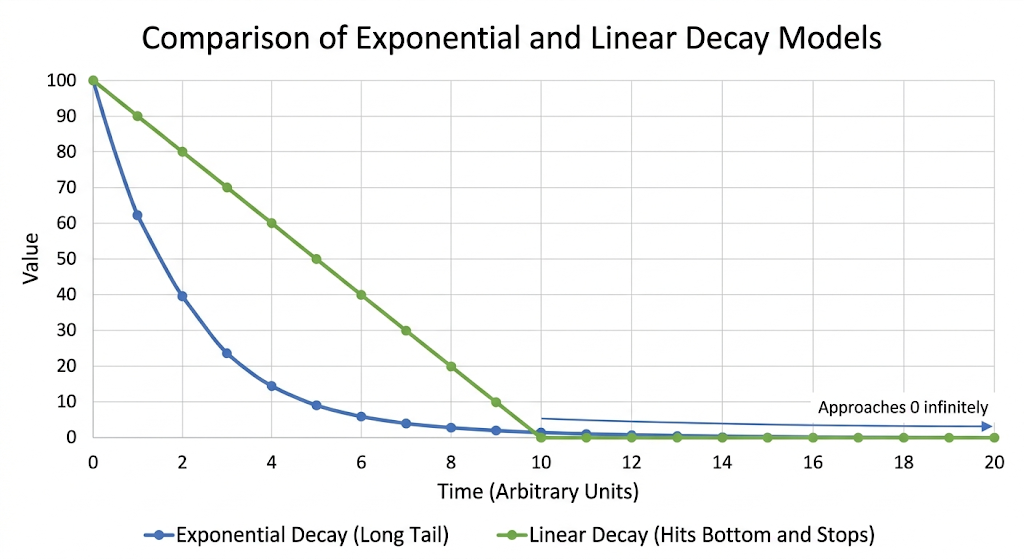 Comparison of Exponential and Linear Decay Models
100
90
80
70
60
50
40
30
20
10
0
Value
Approaches 0 infinitely
0 2 4 6 8 10 12 14 16 18 20
Time (Arbitrary Units)
Exponential Decay (Long Tail) Linear Decay (Hits Bottom and Stops)